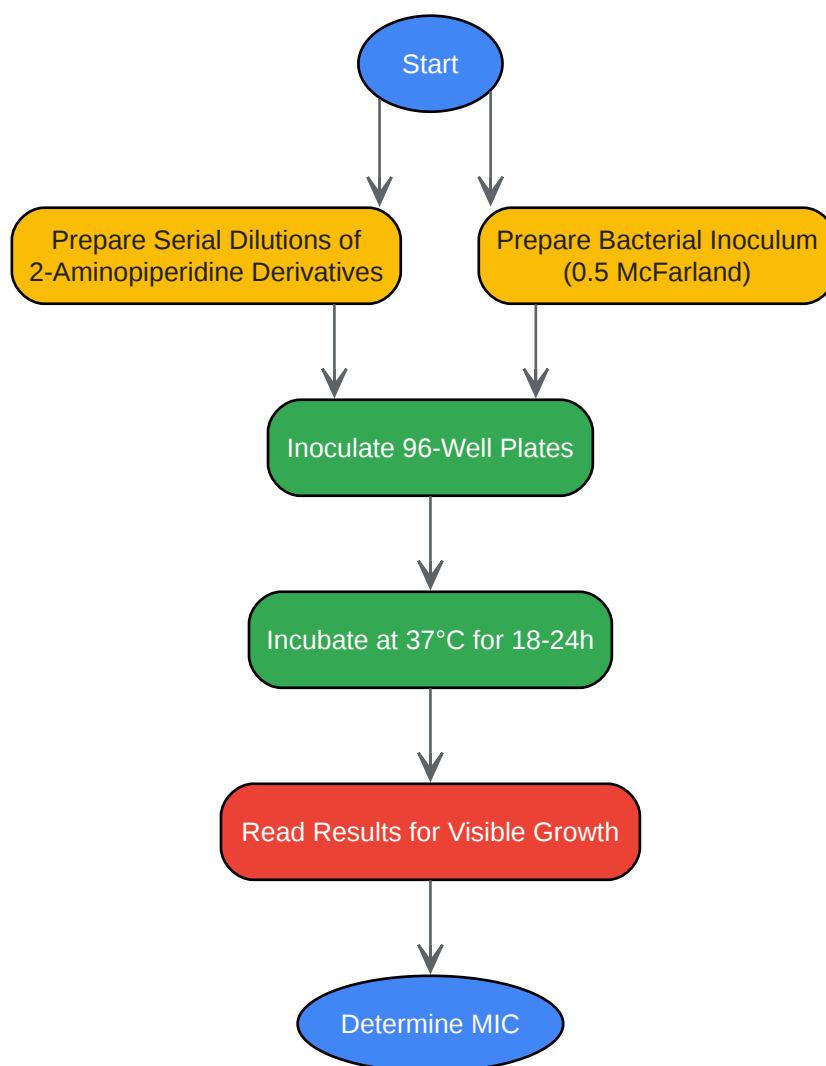 Start
Prepare Serial Dilutions of
2-Aminopiperidine Derivatives
Prepare Bacterial Inoculum
(0.5 McFarland)
Inoculate 96-Well Plates
Incubate at 37°C for 18-24h
Read Results for Visible Growth
Determine MIC